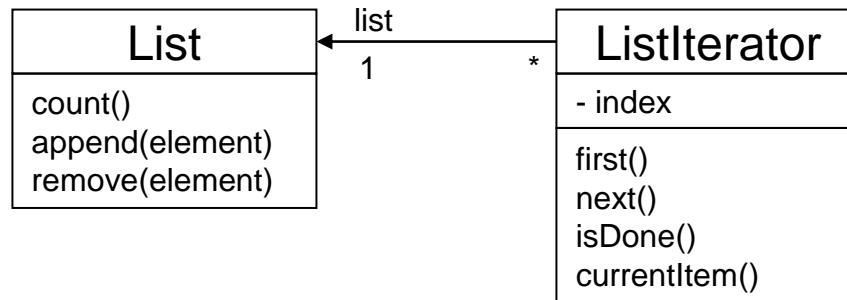 List
count()
append(element)
remove(element)
list
1
*
ListIterator
- index
first()
next()
isDone()
currentItem()